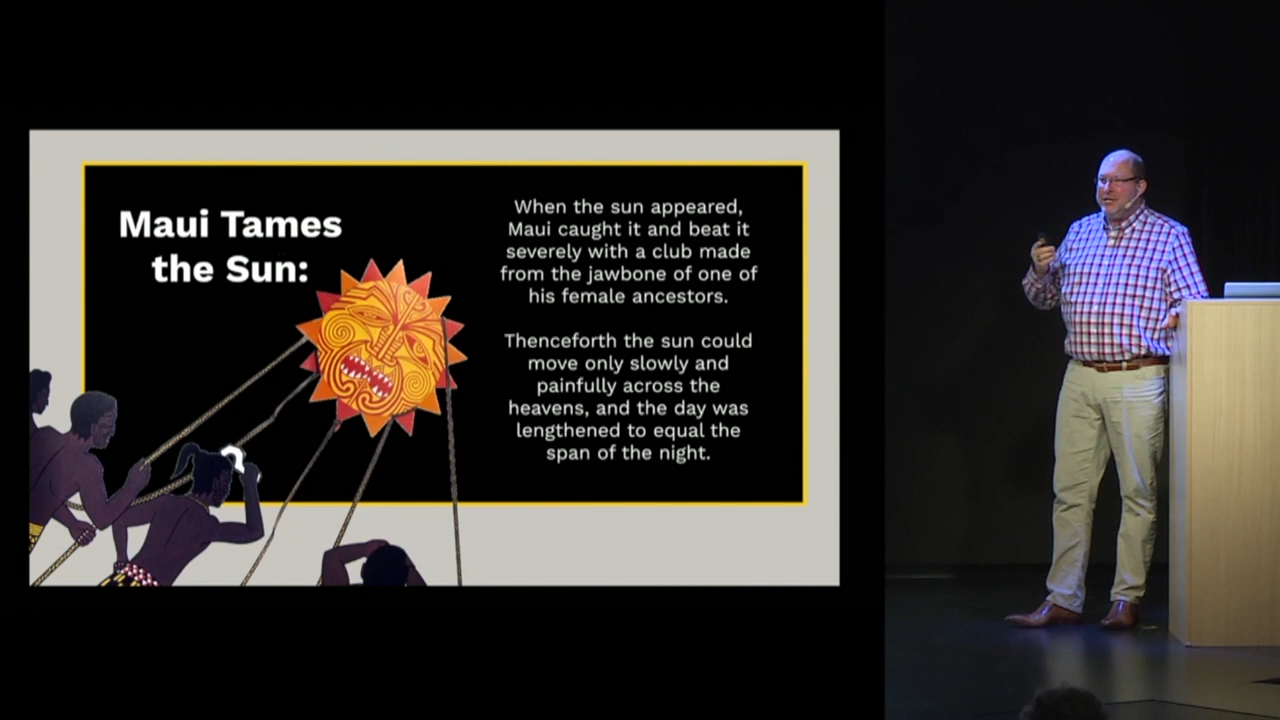 Maui Tames
the Sun:
When the sun appeared,
Maui caught it and beat it
severely with a club made
from the jawbone of one of
his female ancestors.
Thenceforth the sun could
move only slowly and
painfully across the
heavens, and the day was
lengthened to equal the
span of the night.